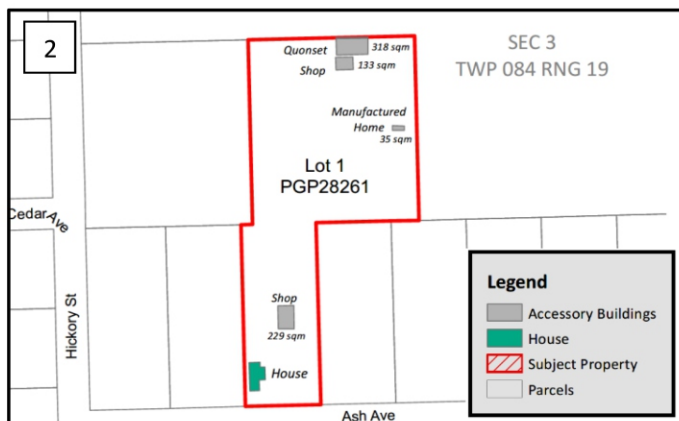 2
SEC 3
TWP 084 RNG 19
Quonset
318 sqm
Shop
133 sqm
Manufactured
Home
35 sqm
Lot 1
PGP28261
Cedar Ave
Hickory St
Shop
229 sqm
House
Ash Ave
Legend
Accessory Buildings
House
Subject Property
Parcels